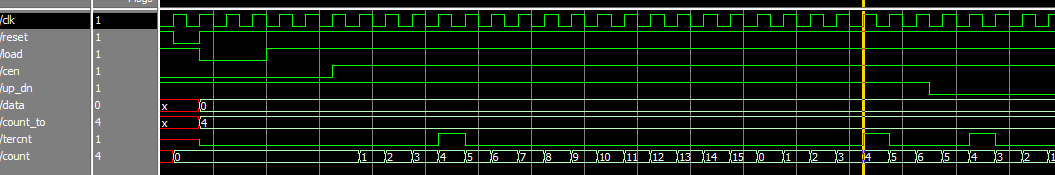 Msgs
/clk 1
/reset 1
/load 1
/cen 1
/up_dn 1
/data 0 x 0
/count_to 4 x 4
/tercnt 1
/count 4 0 1 2 3 4 5 6 7 8 9 10 11 12 13 14 15 0 1 2 3 4 5 6 5 4 3 2 1